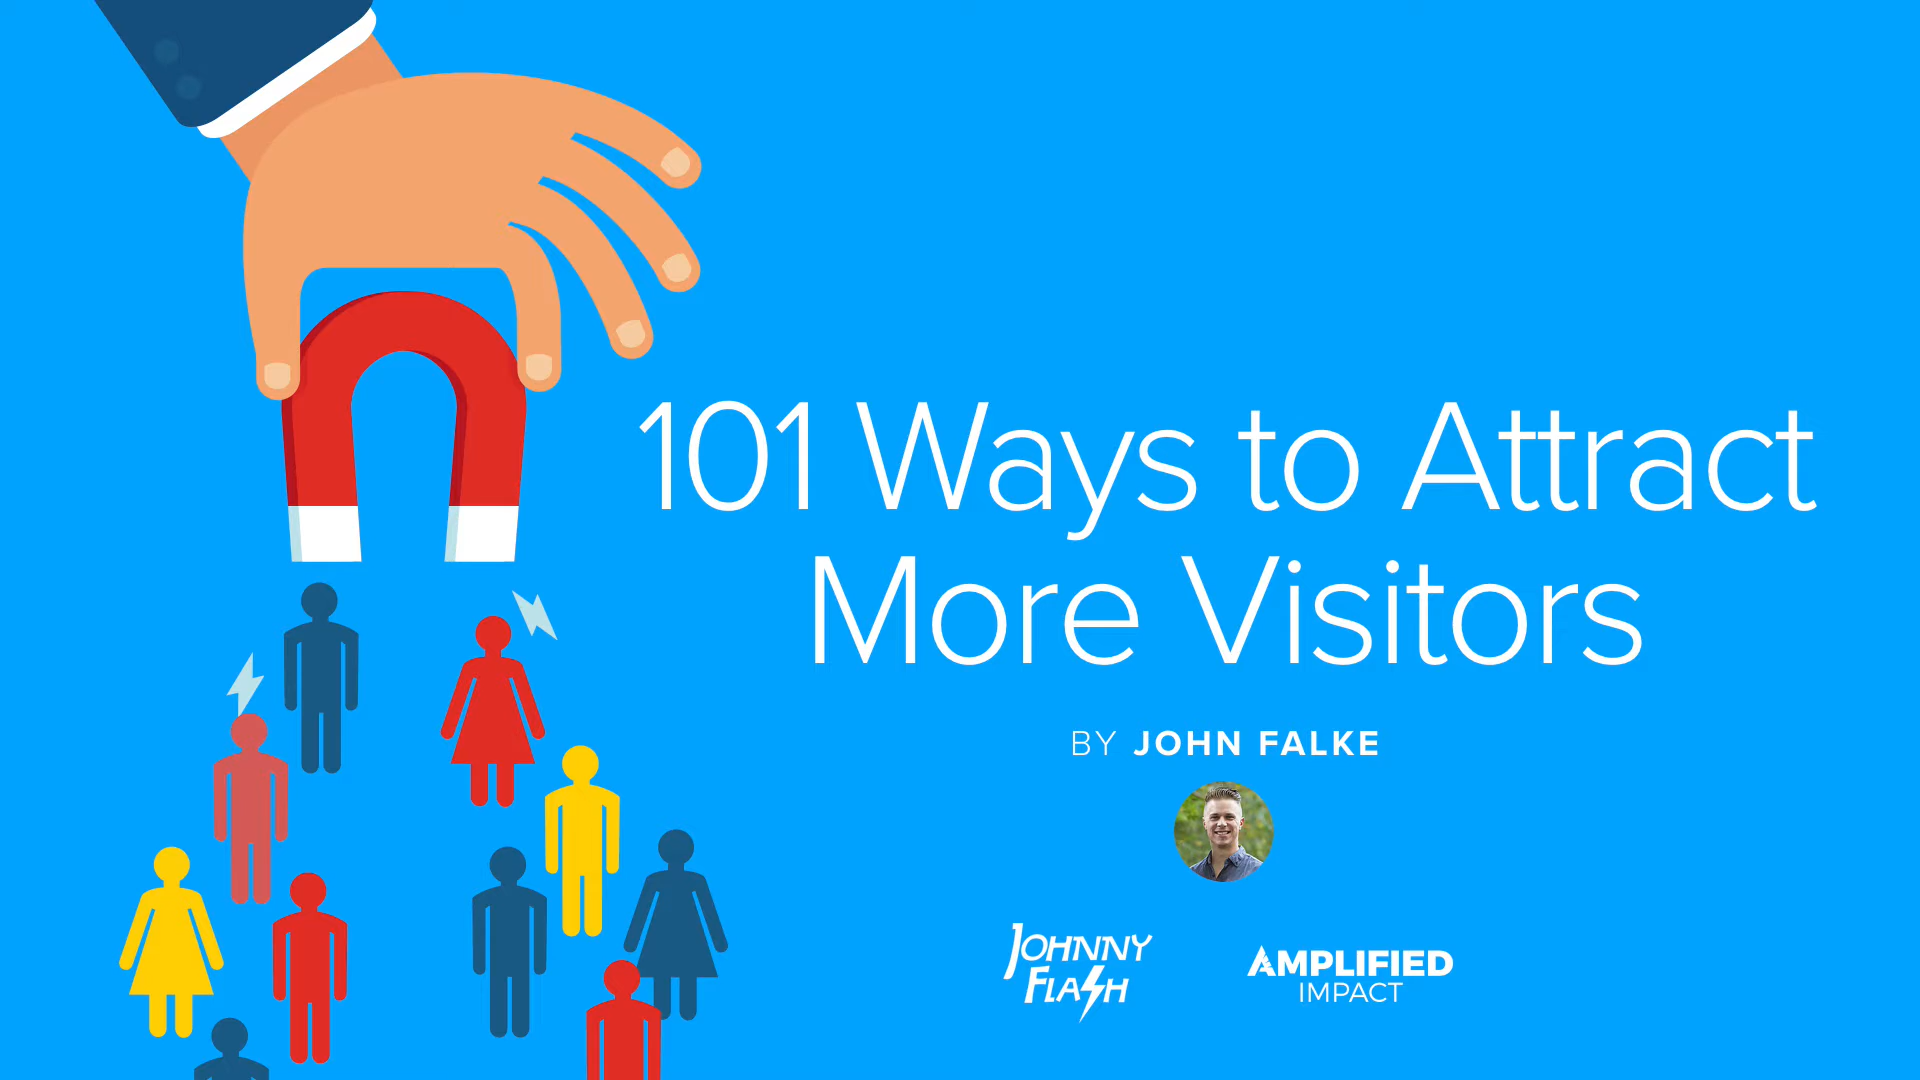 101 Ways to Attract
More Visitors
BY JOHN FALKE
JOHNNY
FLASH
AMPLIFIED
IMPACT